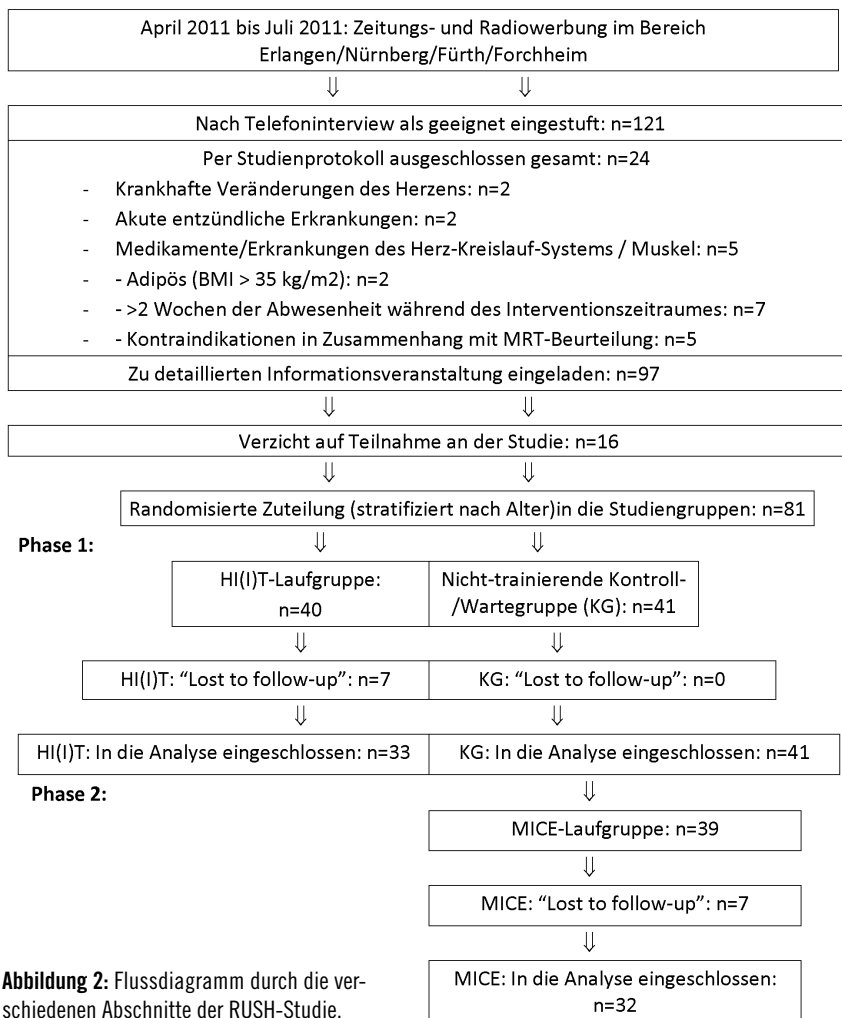 April 2011 bis Juli 2011: Zeitungs- und Radiowerbung im Bereich
Erlangen/Nürnberg/Fürth/Forchheim
⇓ ⇓
Nach Telefoninterview als geeignet eingestuft: n=121
Per Studienprotokoll ausgeschlossen gesamt: n=24
- Krankhafte Veränderungen des Herzens: n=2
- Akute entzündliche Erkrankungen: n=2
- Medikamente/Erkrankungen des Herz-Kreislauf-Systems / Muskel: n=5
- - Adipös (BMI > 35 kg/m2): n=2
- - >2 Wochen der Abwesenheit während des Interventionszeitraumes: n=7
- - Kontraindikationen in Zusammenhang mit MRT-Beurteilung: n=5
Zu detaillierten Informationsveranstaltung eingeladen: n=97
⇓ ⇓
Verzicht auf Teilnahme an der Studie: n=16
⇓ ⇓
Randomisierte Zuteilung (stratifiziert nach Alter)in die Studiengruppen: n=81
Phase 1:
⇓ ⇓
HI(I)T-Laufgruppe:
n=40
Nicht-trainierende Kontroll-
/Wartegruppe (KG): n=41
⇓ ⇓
HI(I)T: “Lost to follow-up”: n=7
KG: “Lost to follow-up”: n=0
⇓ ⇓
HI(I)T: In die Analyse eingeschlossen: n=33
KG: In die Analyse eingeschlossen: n=41
Phase 2:
⇓
MICE-Laufgruppe: n=39
⇓
MICE: “Lost to follow-up”: n=7
⇓
MICE: In die Analyse eingeschlossen:
n=32
Abbildung 2: Flussdiagramm durch die ver-
schiedenen Abschnitte der RUSH-Studie.